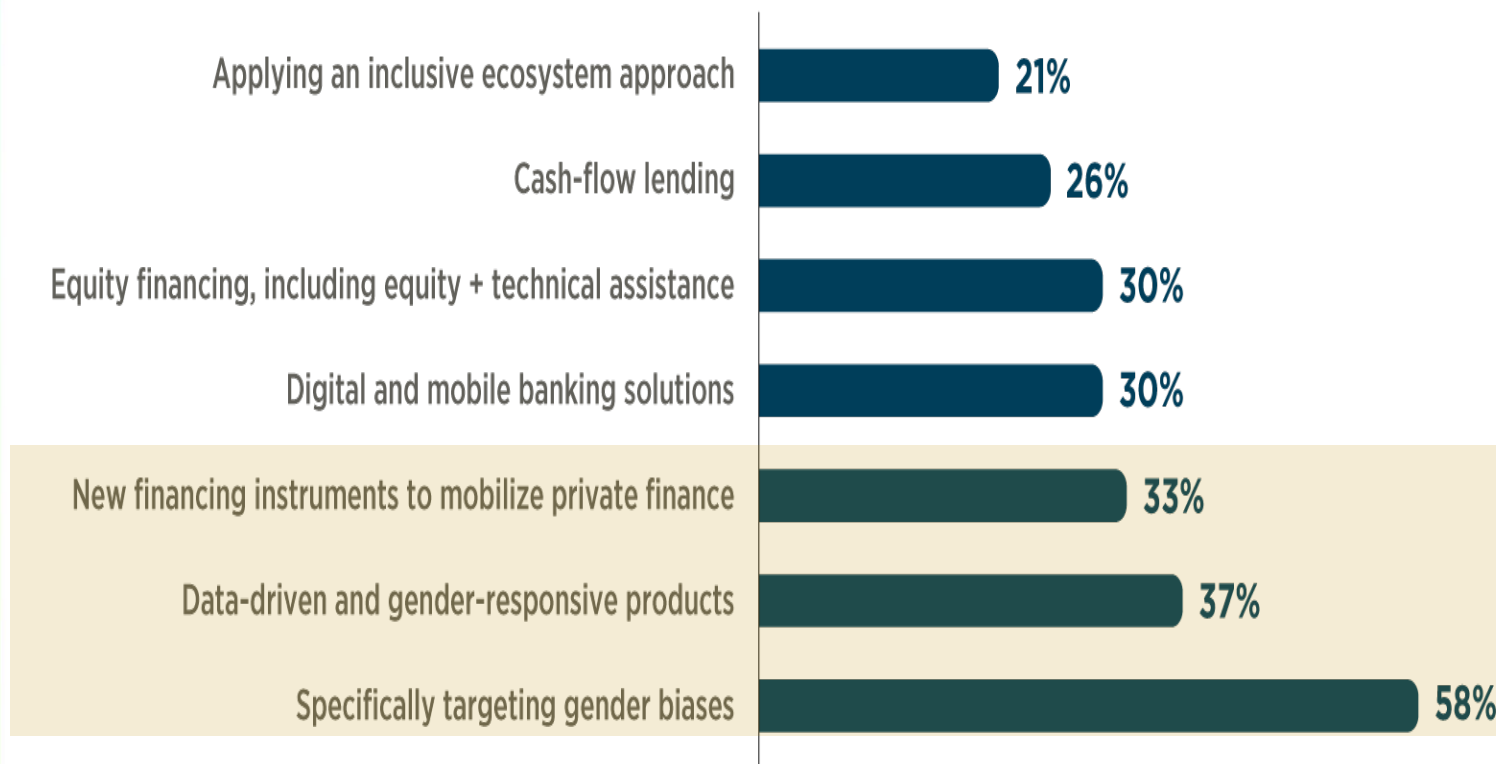 Applying an inclusive ecosystem approach 21%
Cash-flow lending 26%
Equity financing, including equity + technical assistance 30%
Digital and mobile banking solutions 30%
New financing instruments to mobilize private finance 33%
Data-driven and gender-responsive products 37%
Specifically targeting gender biases 58%